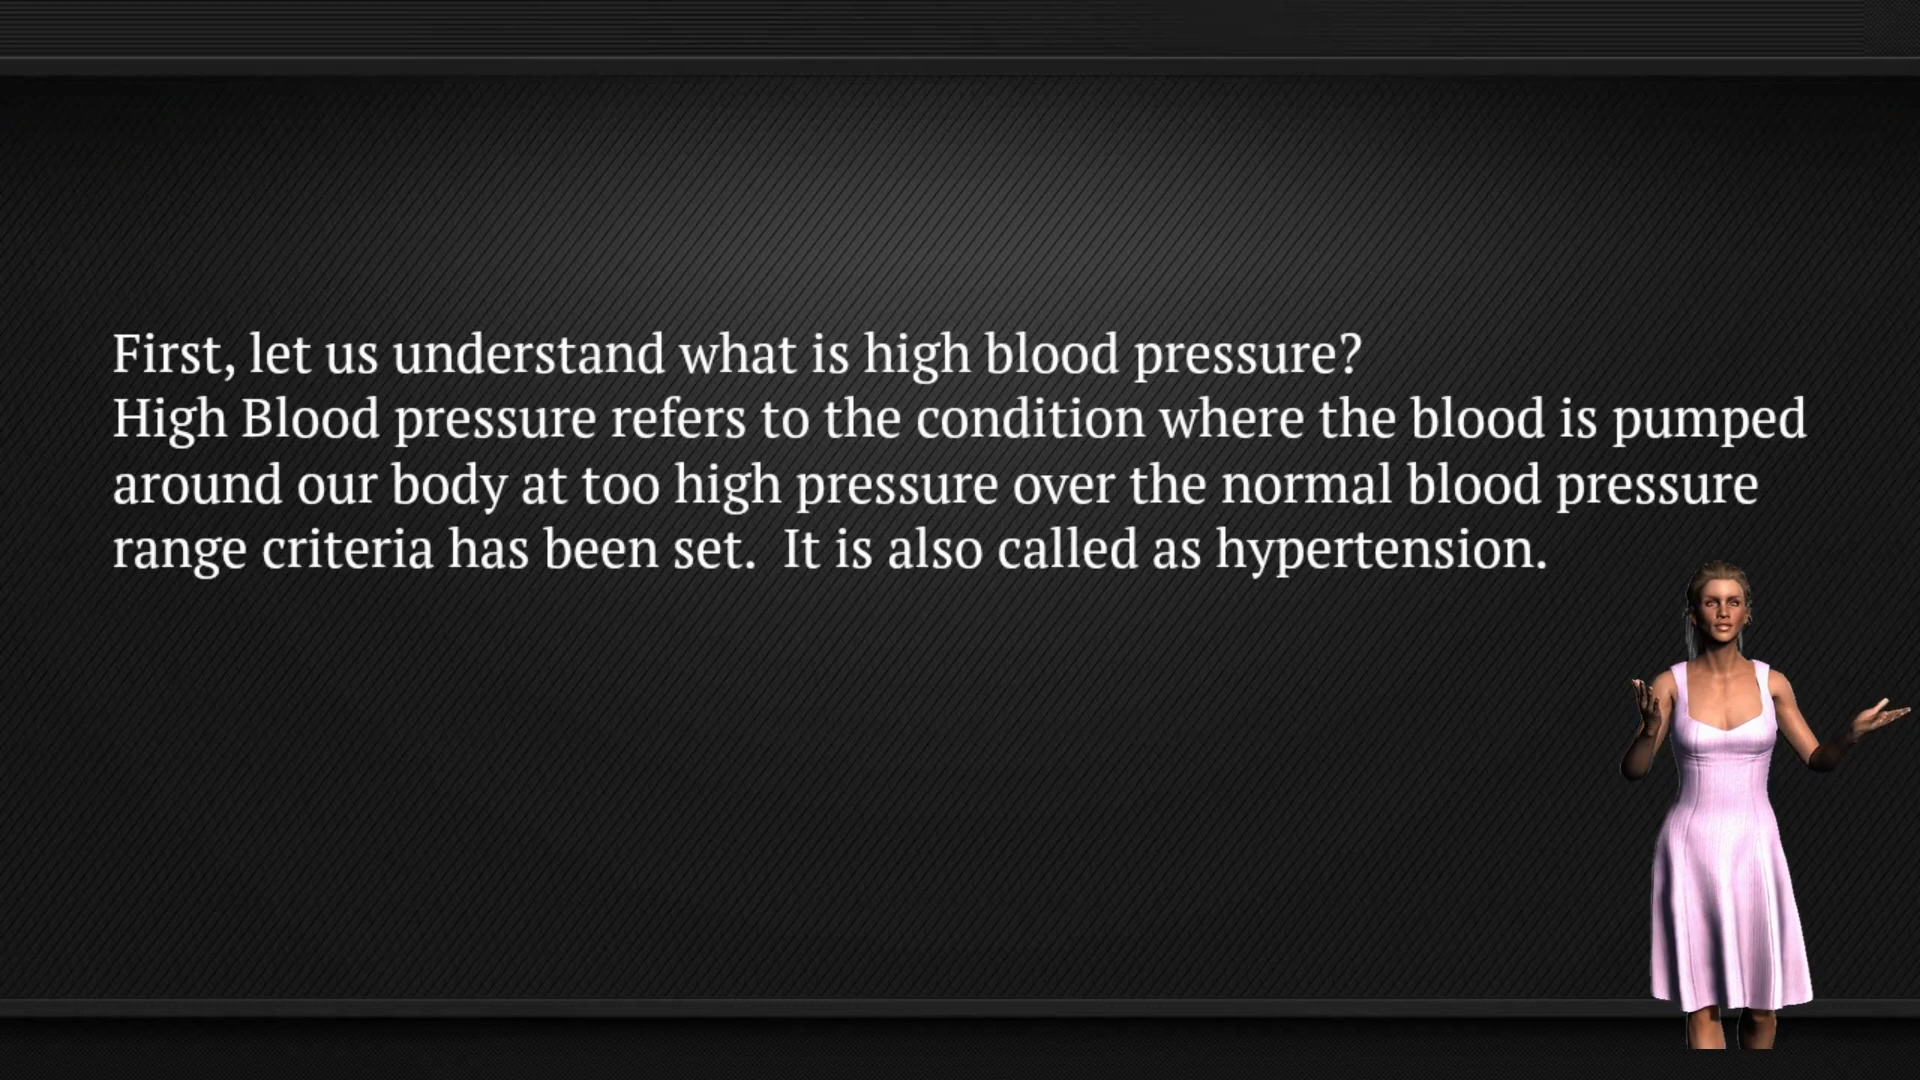 First, let us understand what is high blood pressure?
High Blood pressure refers to the condition where the blood is pumped
around our body at too high pressure over the normal blood pressure
range criteria has been set.  It is also called as hypertension.